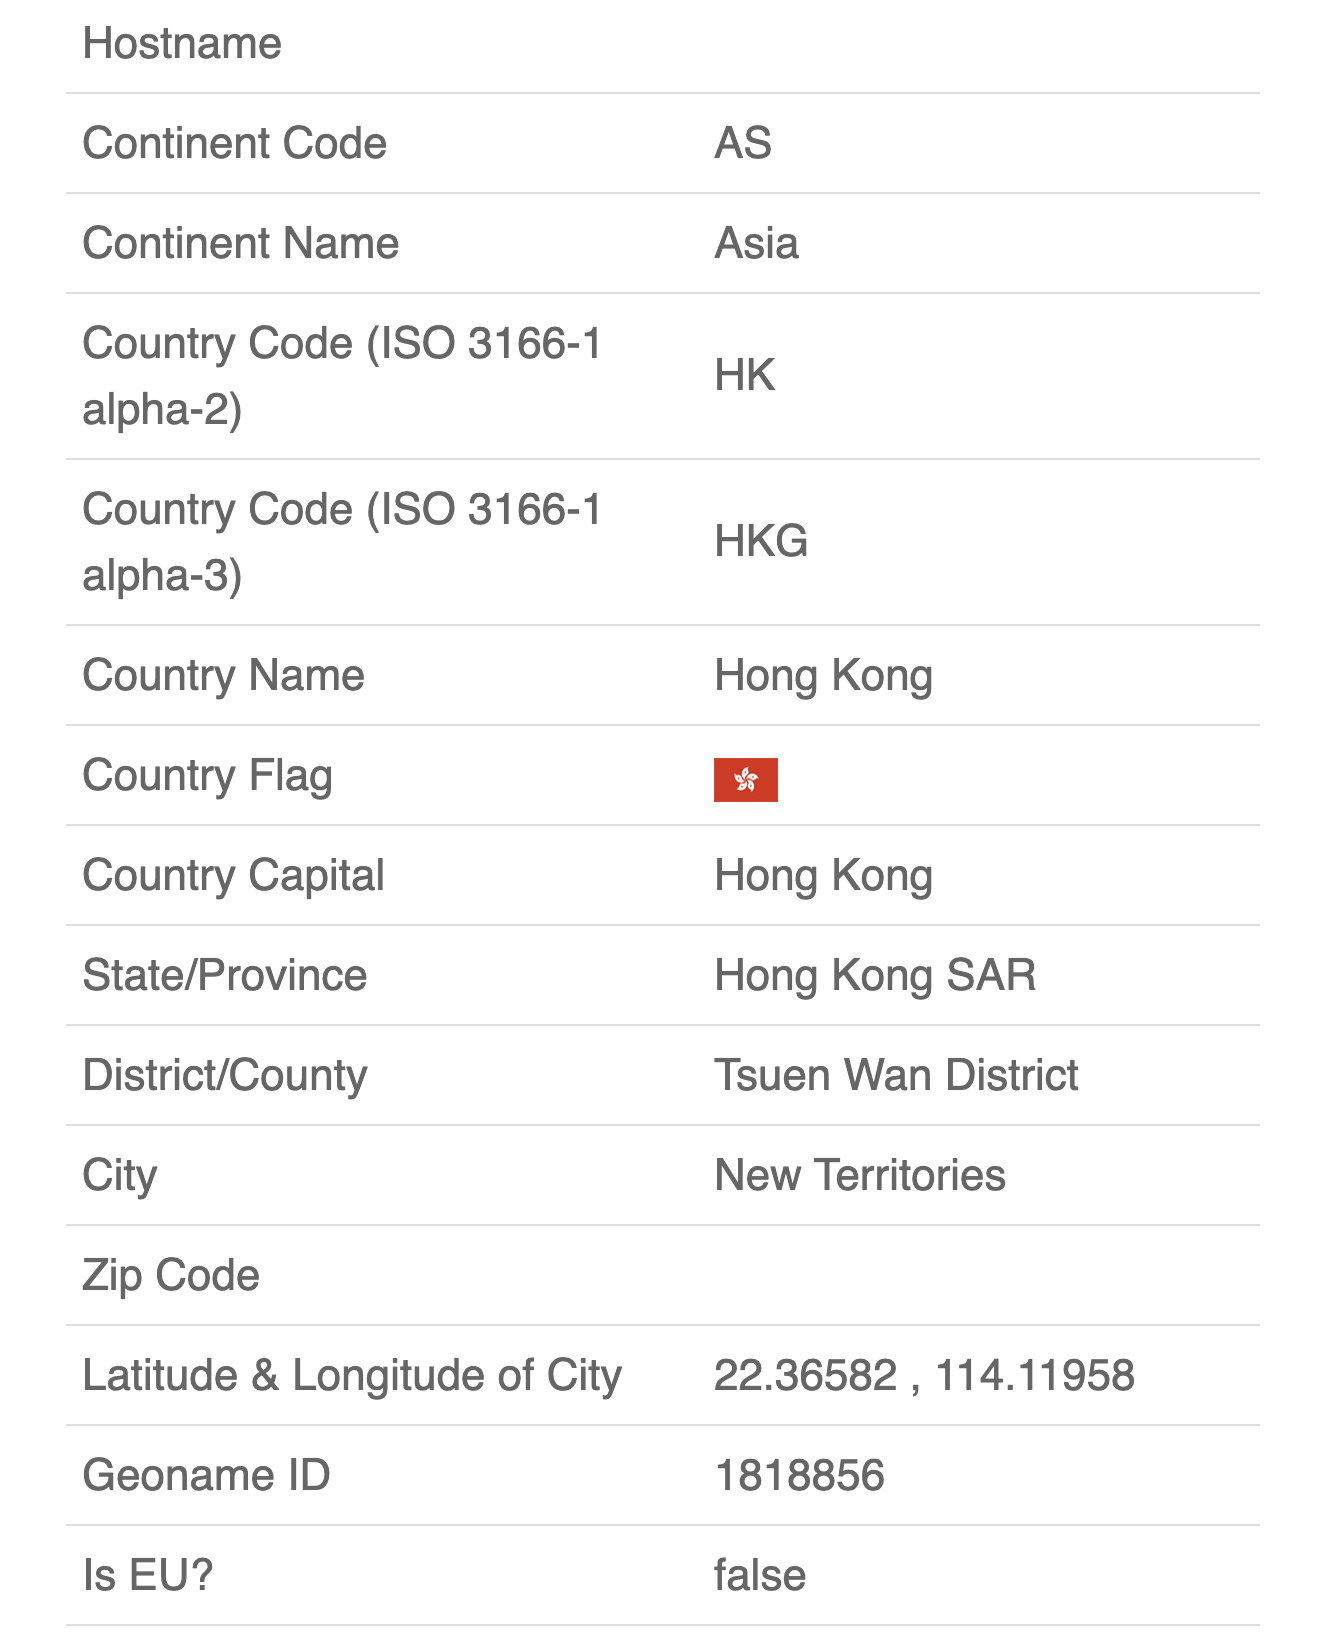 Hostname
Continent Code AS
Continent Name Asia
Country Code (ISO 3166-1
alpha-2) HK
Country Code (ISO 3166-1
alpha-3) HKG
Country Name Hong Kong
Country Flag
Country Capital Hong Kong
State/Province Hong Kong SAR
District/County Tsuen Wan District
City New Territories
Zip Code
Latitude & Longitude of City 22.36582 , 114.11958
Geoname ID 1818856
Is EU? false